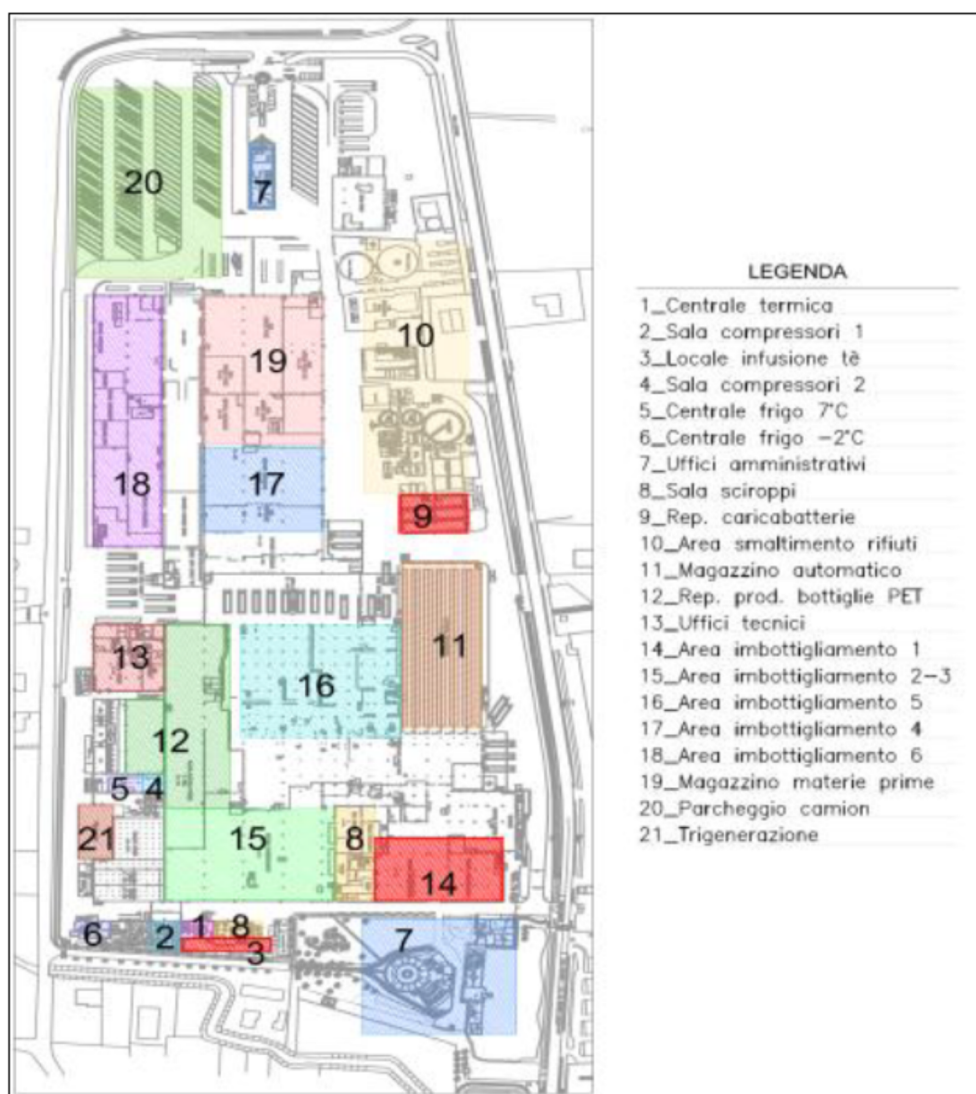 20
7
10
19
18
17
9
11
13
16
12
5
4
21
15
8
14
6
2
1
8
3
7
LEGENDA
1_Centrale termica
2_Sala compressori 1
3_Locale infusione tè
4_Sala compressori 2
5_Centrale frigo 7°C
6_Centrale frigo -2°C
7_Uffici amministrativi
8_Sala sciroppi
9_Rep. caricabatterie
10_Area smaltimento rifiuti
11_Magazzino automatico
12_Rep. prod. bottiglie PET
13_Uffici tecnici
14_Area imbottigliamento 1
15_Area imbottigliamento 2-3
16_Area imbottigliamento 5
17_Area imbottigliamento 4
18_Area imbottigliamento 6
19_Magazzino materie prime
20_Parcheggio camion
21_Trigenerazione